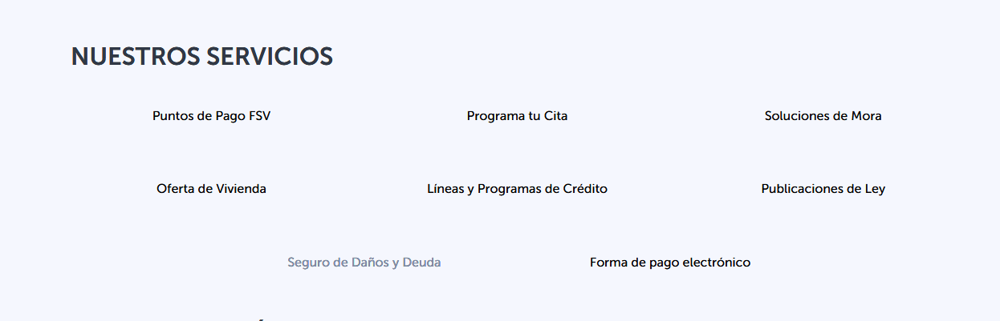 NUESTROS SERVICIOS
Puntos de Pago FSV
Programa tu Cita
Soluciones de Mora
Oferta de Vivienda
Líneas y Programas de Crédito
Publicaciones de Ley
Seguro de Daños y Deuda
Forma de pago electrónico